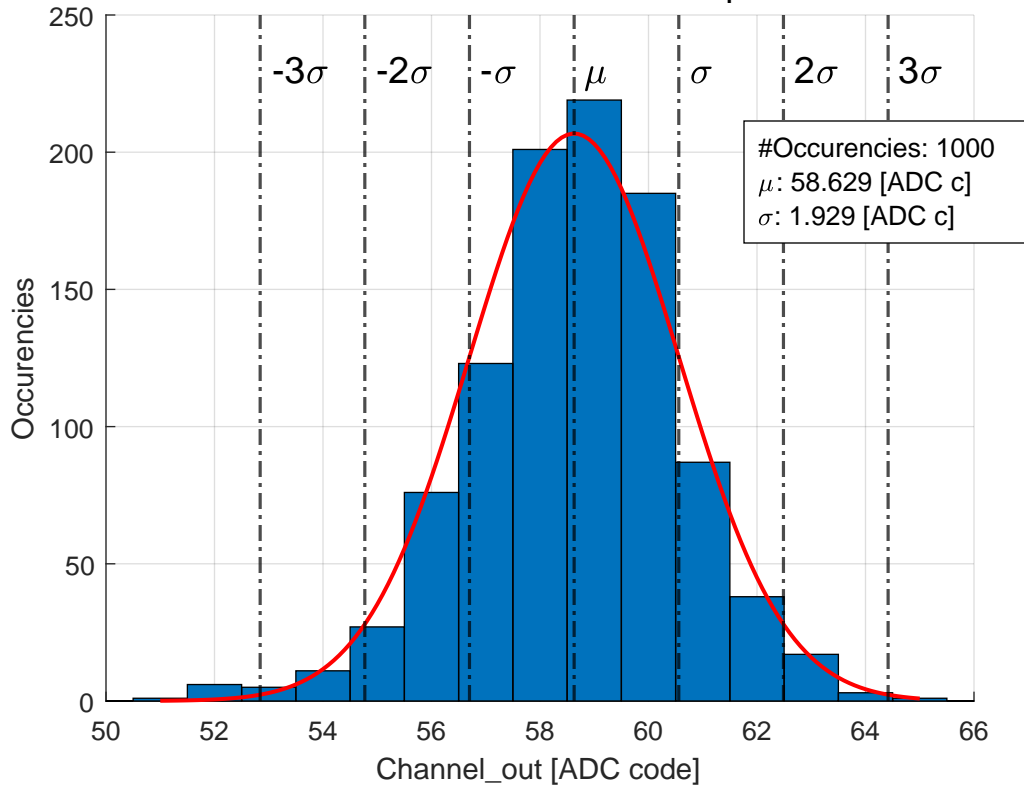 250
200
150
100
50
0
-3σ -2σ -σ μ σ 2σ 3σ
#Occurencies: 1000
μ: 58.629 [ADC c]
σ: 1.929 [ADC c]
Occurencies
50 52 54 56 58 60 62 64 66
Channel_out [ADC code]